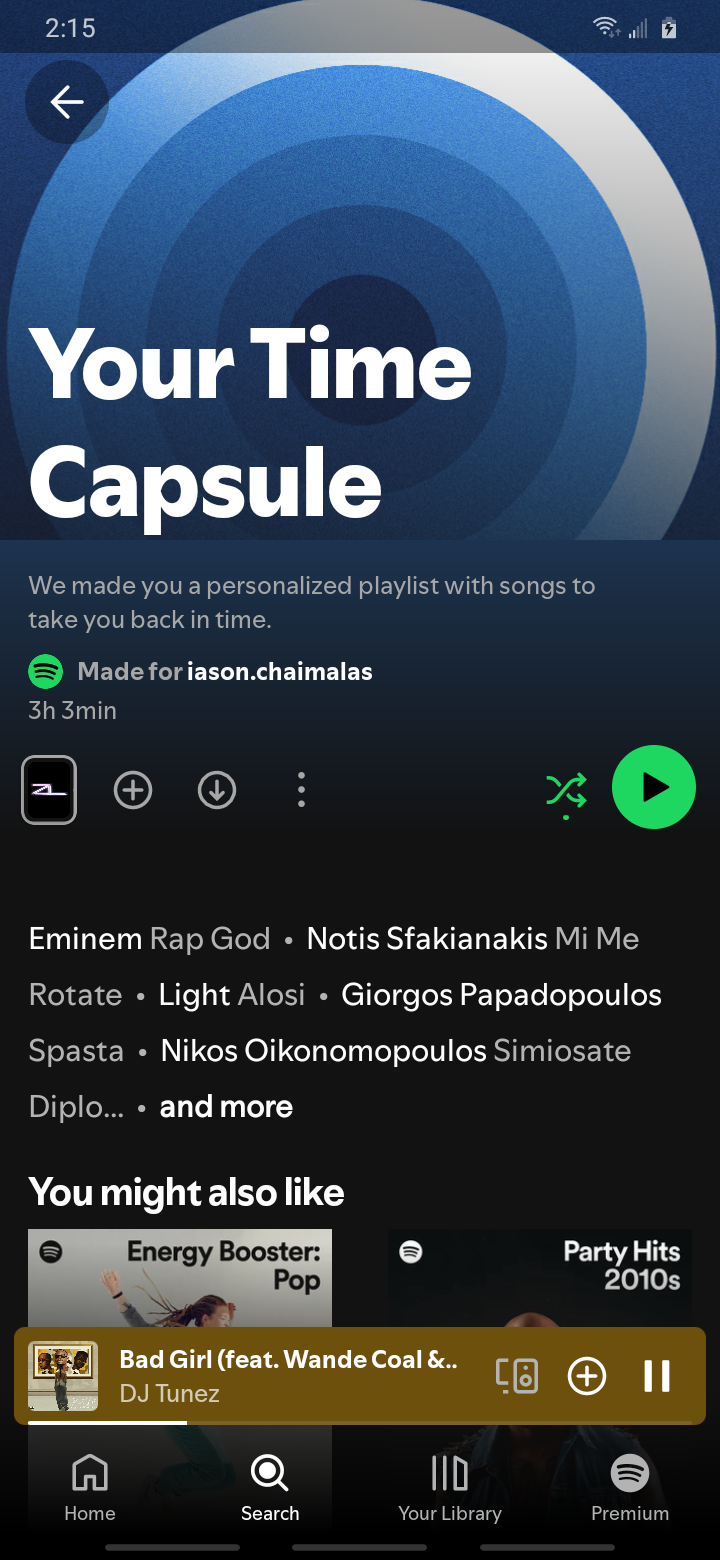 2:15
Your Time
Capsule
We made you a personalized playlist with songs to
take you back in time.
Made for iason.chaimalas
3h 3min
Eminem Rap God • Notis Sfakianakis Mi Me
Rotate • Light Alosi • Giorgos Papadopoulos
Spasta • Nikos Oikonomopoulos Simiosate
Diplo... • and more
You might also like
Energy Booster:
Pop
Party Hits
2010s
Bad Girl (feat. Wande Coal &..
DJ Tunez
Home
Search
Your Library
Premium